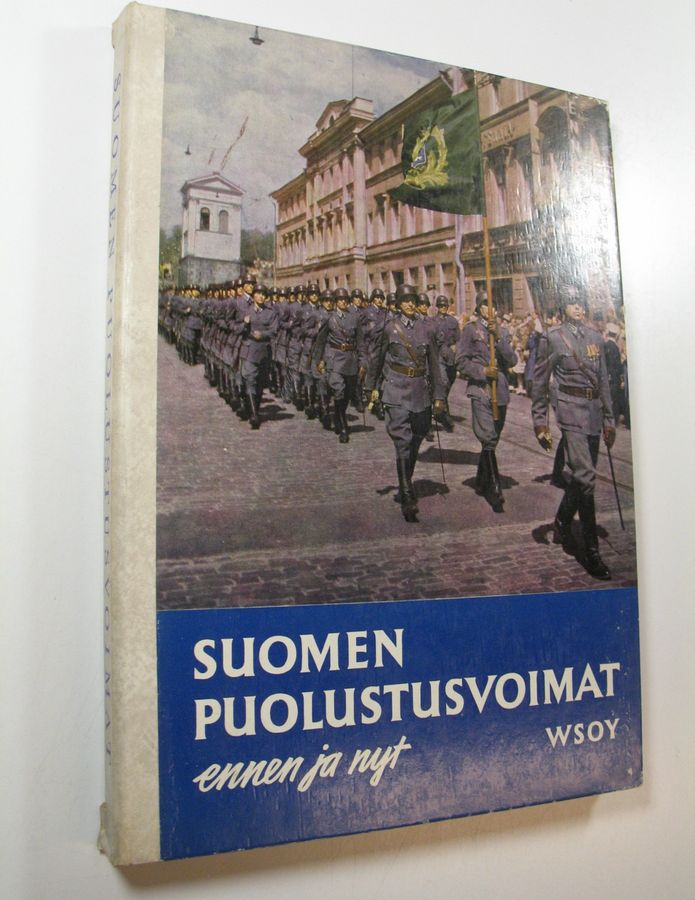 SUOMEN PUOLUSTUSVOIMAT
SUOMEN
PUOLUSTUSVOIMAT
ennen ja nyt
WSOY